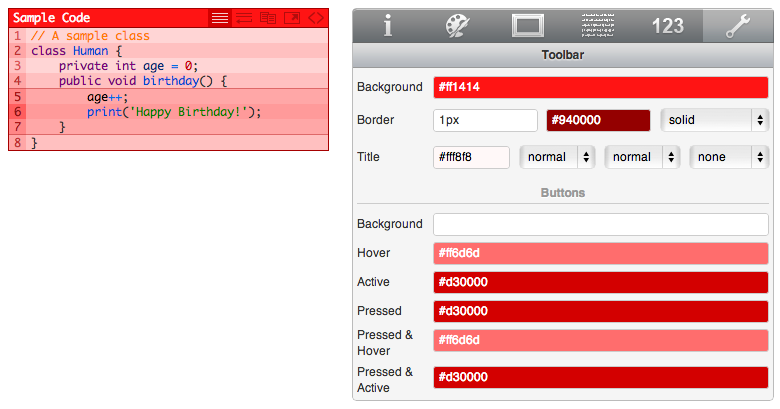 Sample Code
1 // A sample class
2 class Human {
3 private int age = 0;
4 public void birthday() {
5 age++;
6 print('Happy Birthday!');
7 }
8 }
i
123
Toolbar
Background #ff1414
Border 1px #940000 solid
Title #fff8f8 normal normal none
Buttons
Background
Hover #ff6d6d
Active #d30000
Pressed #d30000
Pressed &
Hover #ff6d6d
Pressed &
Active #d30000